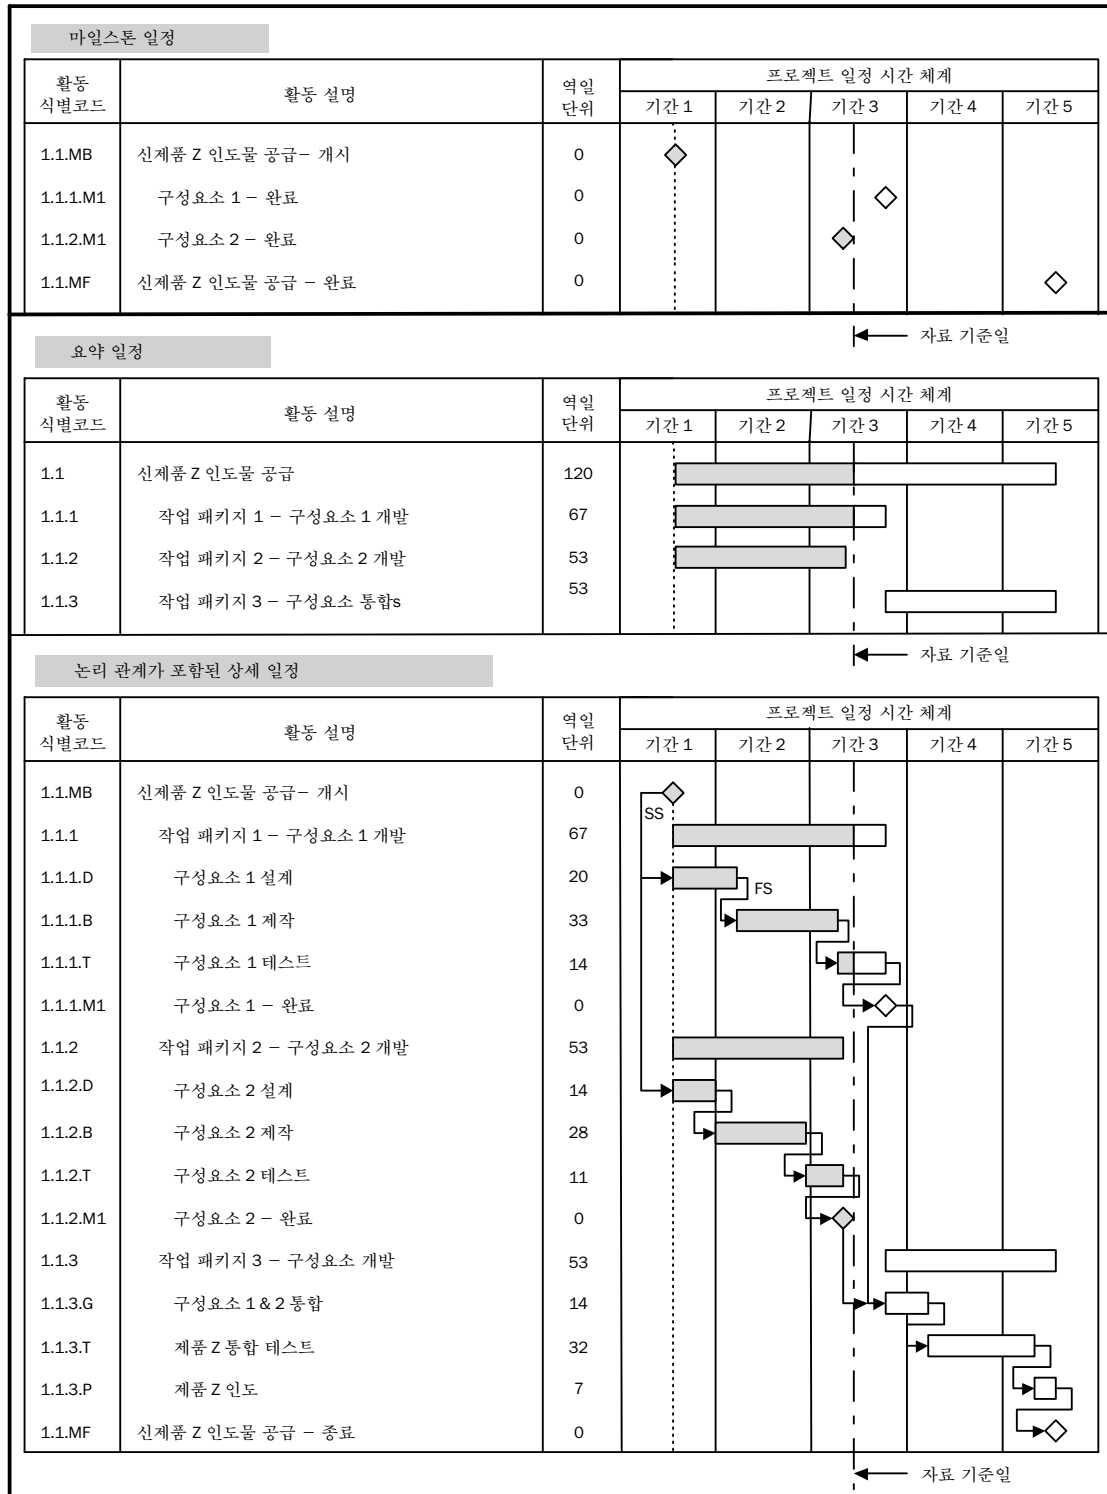 마일스톤 일정
활동 식별코드 활동 설명 역일 단위 프로젝트 일정 시간 체계
기간 1 기간 2 기간 3 기간 4 기간 5
1.1.MB 신제품 Z 인도물 공급– 개시 0
1.1.1.M1 구성요소 1 – 완료 0
1.1.2.M1 구성요소 2 – 완료 0
1.1.MF 신제품 Z 인도물 공급 – 완료 0
자료 기준일
요약 일정
활동 식별코드 활동 설명 역일 단위 프로젝트 일정 시간 체계
기간 1 기간 2 기간 3 기간 4 기간 5
1.1 신제품 Z 인도물 공급 120
1.1.1 작업 패키지 1 – 구성요소 1 개발 67
1.1.2 작업 패키지 2 – 구성요소 2 개발 53
1.1.3 작업 패키지 3 – 구성요소 통합s 53
자료 기준일
논리 관계가 포함된 상세 일정
활동 식별코드 활동 설명 역일 단위 프로젝트 일정 시간 체계
기간 1 기간 2 기간 3 기간 4 기간 5
1.1.MB 신제품 Z 인도물 공급– 개시 0
SS
1.1.1 작업 패키지 1 – 구성요소 1 개발 67
1.1.1.D 구성요소 1 설계 20
FS
1.1.1.B 구성요소 1 제작 33
1.1.1.T 구성요소 1 테스트 14
1.1.1.M1 구성요소 1 – 완료 0
1.1.2 작업 패키지 2 – 구성요소 2 개발 53
1.1.2.D 구성요소 2 설계 14
1.1.2.B 구성요소 2 제작 28
1.1.2.T 구성요소 2 테스트 11
1.1.2.M1 구성요소 2 – 완료 0
1.1.3 작업 패키지 3 – 구성요소 개발 53
1.1.3.G 구성요소 1&2 통합 14
1.1.3.T 제품 Z 통합 테스트 32
1.1.3.P 제품 Z 인도 7
1.1.MF 신제품 Z 인도물 공급 – 종료 0
자료 기준일